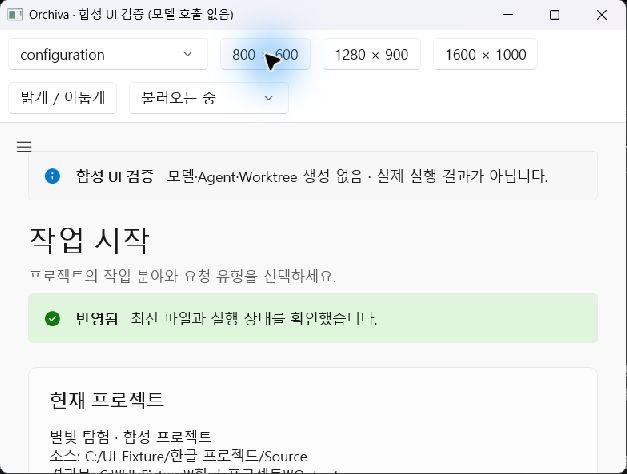 Orchiva · 합성 UI 검증 (모델 호출 없음)
configuration
800 × 600
1280 × 900
1600 × 1000
밝게 / 어둡게
불러오는 중
합성 UI 검증 모델·Agent·Worktree 생성 없음 · 실제 실행 결과가 아닙니다.
작업 시작
프로젝트의 작업 분야와 요청 유형을 선택하세요.
반영됨 최신 파일과 실행 상태를 확인했습니다.
현재 프로젝트
별빛 탐험 · 합성 프로젝트
소스: C:/UI Fixture/한글 프로젝트/Source